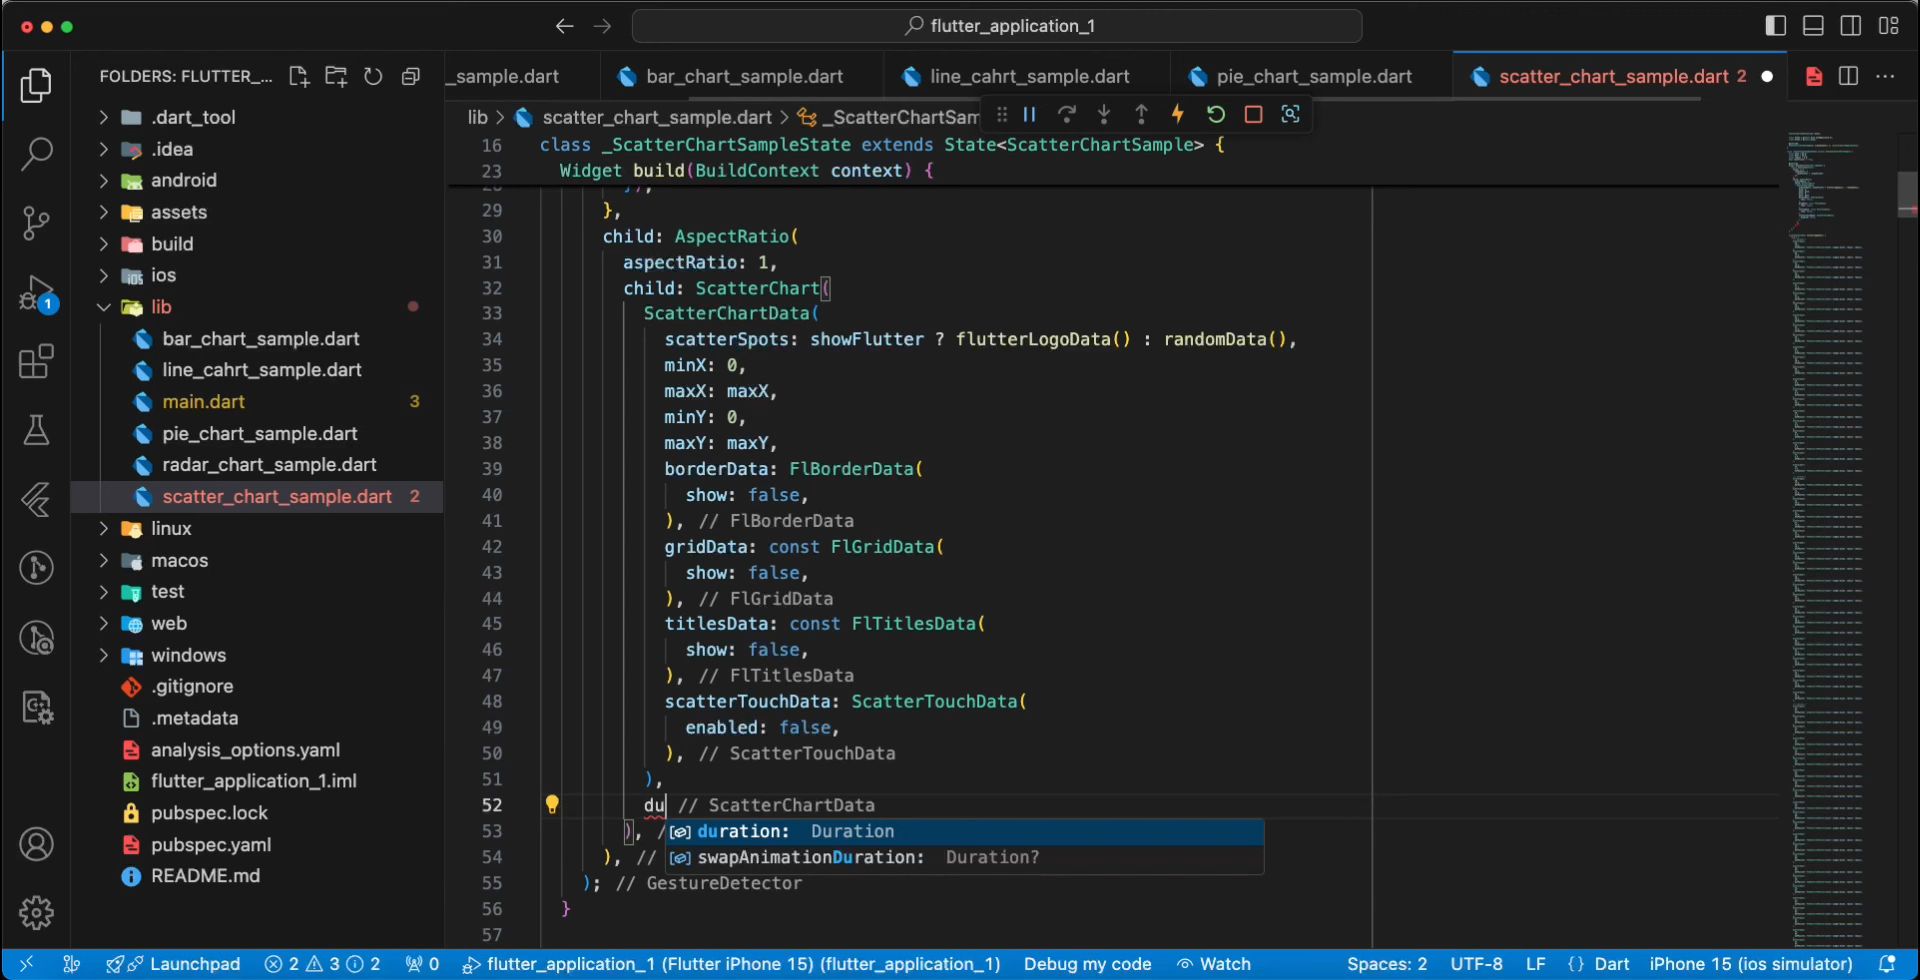 flutter_application_1
FOLDERS: FLUTTER_...
_sample.dart
bar_chart_sample.dart
line_cahrt_sample.dart
pie_chart_sample.dart
scatter_chart_sample.dart 2
lib > scatter_chart_sample.dart > _ScatterChartSam
.dart_tool
.idea
android
assets
build
ios
lib
bar_chart_sample.dart
line_cahrt_sample.dart
main.dart 3
pie_chart_sample.dart
radar_chart_sample.dart
scatter_chart_sample.dart 2
linux
macos
test
web
windows
.gitignore
.metadata
analysis_options.yaml
flutter_application_1.iml
pubspec.lock
pubspec.yaml
README.md
1
16 class _ScatterChartSampleState extends State<ScatterChartSample> {
23 Widget build(BuildContext context) {
29 },
30 child: AspectRatio(
31 aspectRatio: 1,
32 child: ScatterChart(
33 ScatterChartData(
34 scatterSpots: showFlutter ? flutterLogoData() : randomData(),
35 minX: 0,
36 maxX: maxX,
37 minY: 0,
38 maxY: maxY,
39 borderData: FlBorderData(
40 show: false,
41 ), // FlBorderData
42 gridData: const FlGridData(
43 show: false,
44 ), // FlGridData
45 titlesData: const FlTitlesData(
46 show: false,
47 ), // FlTitlesData
48 scatterTouchData: ScatterTouchData(
49 enabled: false,
50 ), // ScatterTouchData
51 ),
52 du // ScatterChartData
53 ), /
duration: Duration
54 ), //
swapAnimationDuration: Duration?
55 ); // GestureDetector
56 }
57
Launchpad 2 3 2 0 flutter_application_1 (Flutter iPhone 15) (flutter_application_1) Debug my code Watch Spaces: 2 UTF-8 LF {} Dart iPhone 15 (ios simulator)